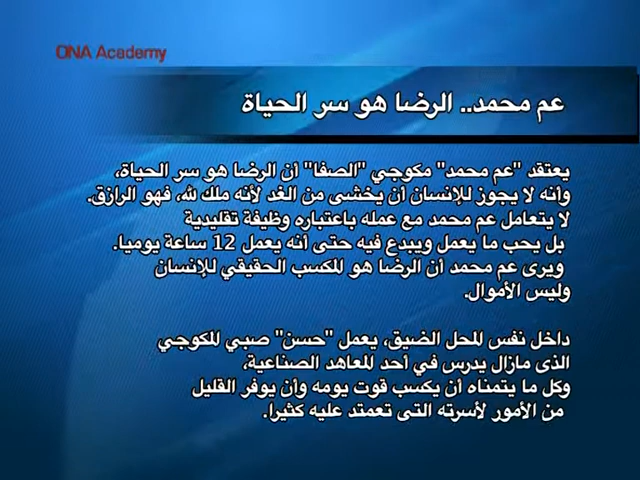 ONA Academy
عم محمد.. الرضا هو سر الحياة
يعتقد "عم محمد" مكوجي "الصفا" أن الرضا هو سر الحياة،
وأنه لا يجوز للإنسان أن يخشى من الغد لأنه ملك لله، فهو الرازق.
لا يتعامل عم محمد مع عمله باعتباره وظيفة تقليدية
بل يحب ما يعمل ويبدع فيه حتى أنه يعمل 12 ساعة يوميا.
ويرى عم محمد أن الرضا هو المكسب الحقيقي للإنسان
وليس الأموال.
داخل نفس المحل الضيق، يعمل "حسن" صبي المكوجي
الذى مازال يدرس في أحد المعاهد الصناعية،
وكل ما يتمناه أن يكسب قوت يومه وأن يوفر القليل
من الأمور لأسرته التى تعتمد عليه كثيرا.